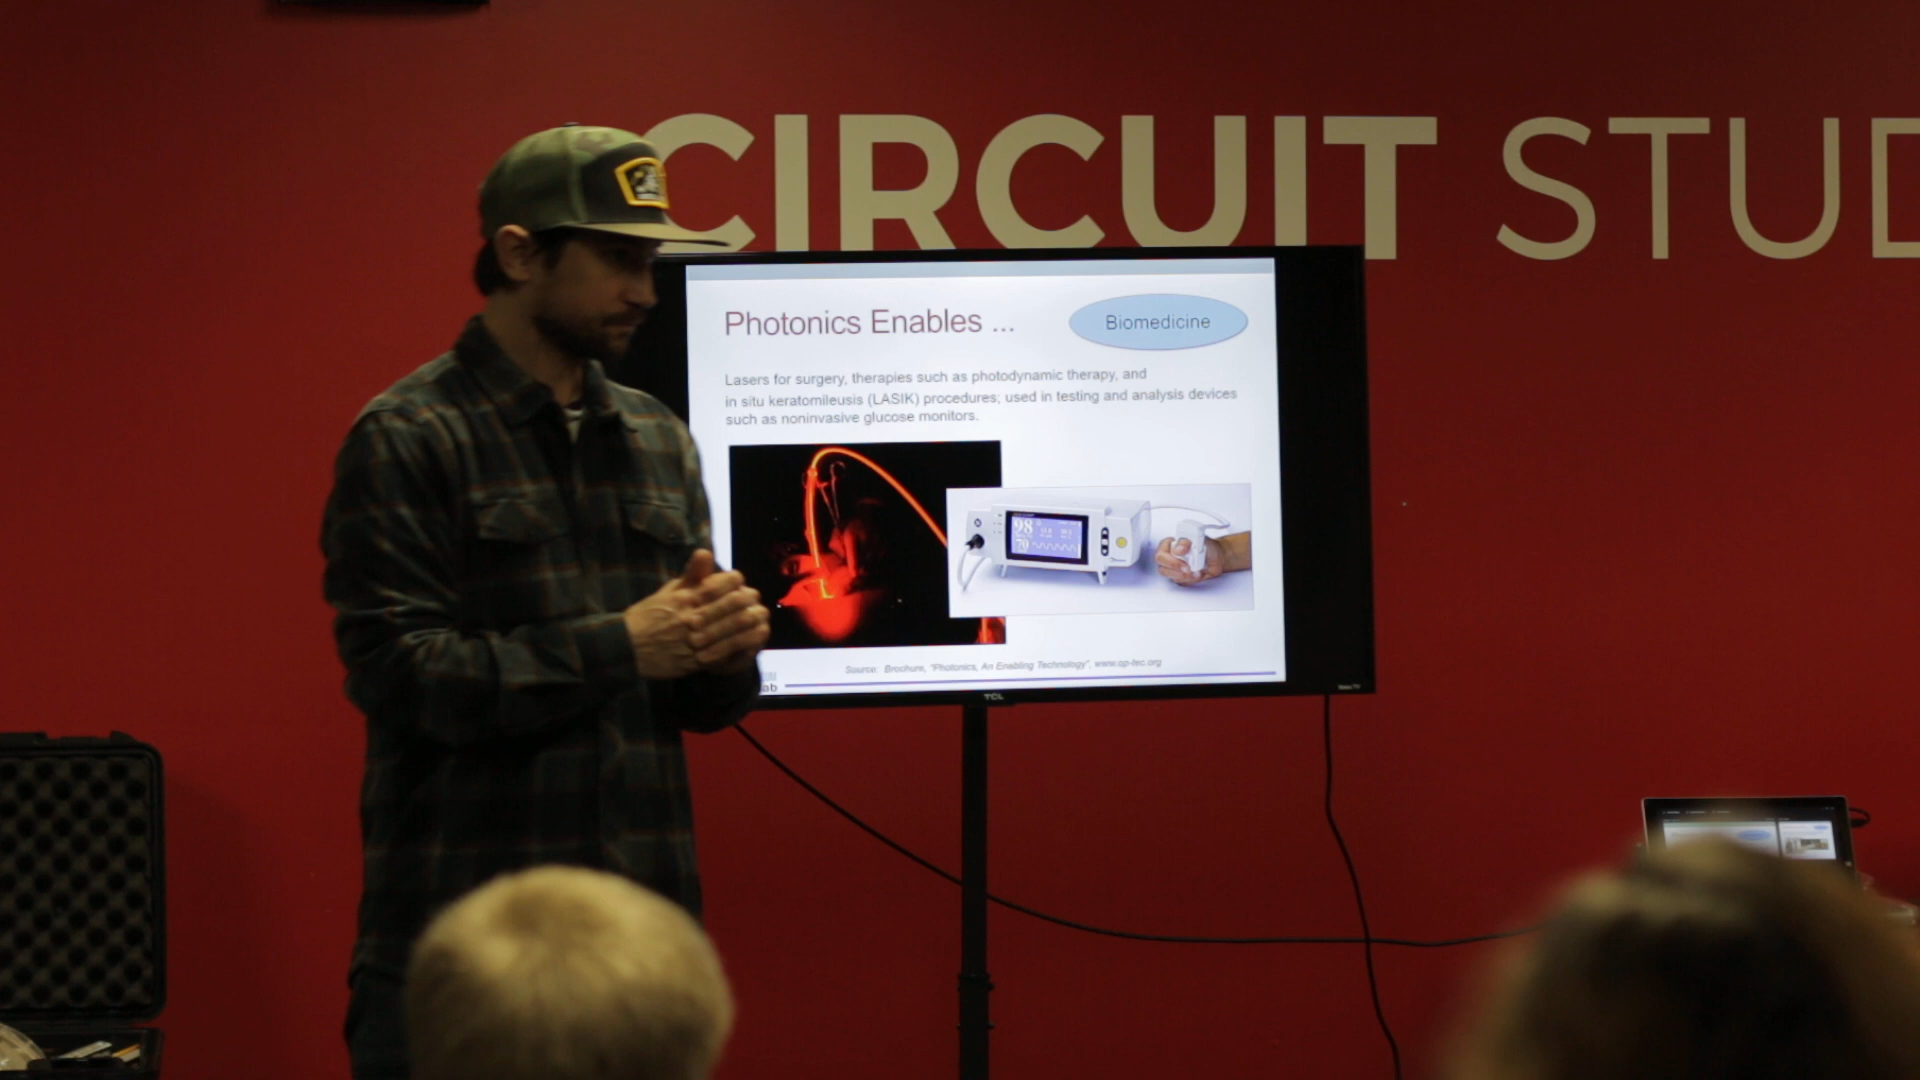 CIRCUIT STUD
Photonics Enables ...
Biomedicine
Lasers for surgery, therapies such as photodynamic therapy, and
in situ keratomileusis (LASIK) procedures; used in testing and analysis devices
such as noninvasive glucose monitors.
98
70
Source: Brochure, "Photonics, An Enabling Technology", www.op-tec.org
ab
TCL